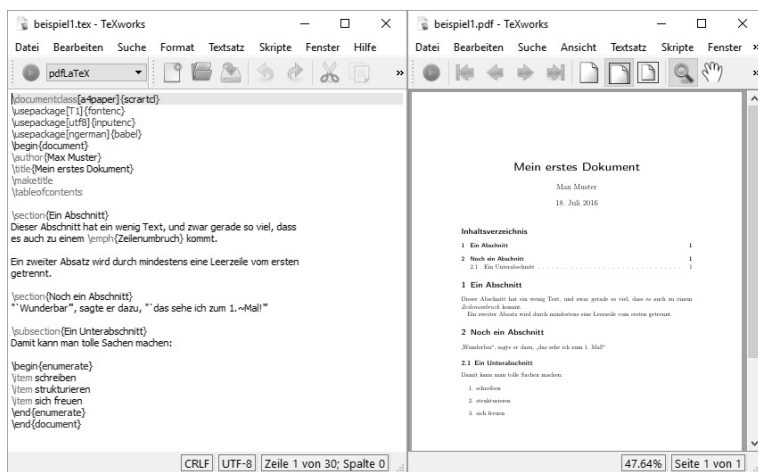 beispiel1.tex - TeXworks
Datei Bearbeiten Suche Format Textsatz Skripte Fenster Hilfe
pdfLaTeX
»
\documentclass[a4paper]{scrartcl}
\usepackage[T1]{fontenc}
\usepackage[utf8]{inputenc}
\usepackage[ngerman]{babel}
\begin{document}
\author{Max Muster}
\title{Mein erstes Dokument}
\maketitle
\tableofcontents
\section{Ein Abschnitt}
Dieser Abschnitt hat ein wenig Text, und zwar gerade so viel, dass
es auch zu einem \emph{Zeilenumbruch} kommt.
Ein zweiter Absatz wird durch mindestens eine Leerzeile vom ersten
getrennt.
\section{Noch ein Abschnitt}
"`Wunderbar"', sagte er dazu, "`das sehe ich zum 1.~Mal!"'
\subsection{Ein Unterabschnitt}
Damit kann man tolle Sachen machen:
\begin{enumerate}
\item schreiben
\item strukturieren
\item sich freuen
\end{enumerate}
\end{document}
CRLF UTF-8 Zeile 1 von 30; Spalte 0
beispiel1.pdf - TeXworks
Datei Bearbeiten Suche Ansicht Textsatz Skripte Fenster »
»
Mein erstes Dokument
Max Muster
18. Juli 2016
Inhaltsverzeichnis
1 Ein Abschnitt 1
2 Noch ein Abschnitt 1
2.1 Ein Unterabschnitt . . . . . . . . . . . . . . . . . . . . . . . . . . . . 1
1 Ein Abschnitt
Dieser Abschnitt hat ein wenig Text, und zwar gerade so viel, dass es auch zu einem
Zeilenumbruch kommt.
Ein zweiter Absatz wird durch mindestens eine Leerzeile vom ersten getrennt.
2 Noch ein Abschnitt
„Wunderbar“, sagte er dazu, „das sehe ich zum 1. Mal!“
2.1 Ein Unterabschnitt
Damit kann man tolle Sachen machen:
1. schreiben
2. strukturieren
3. sich freuen
47.64% Seite 1 von 1